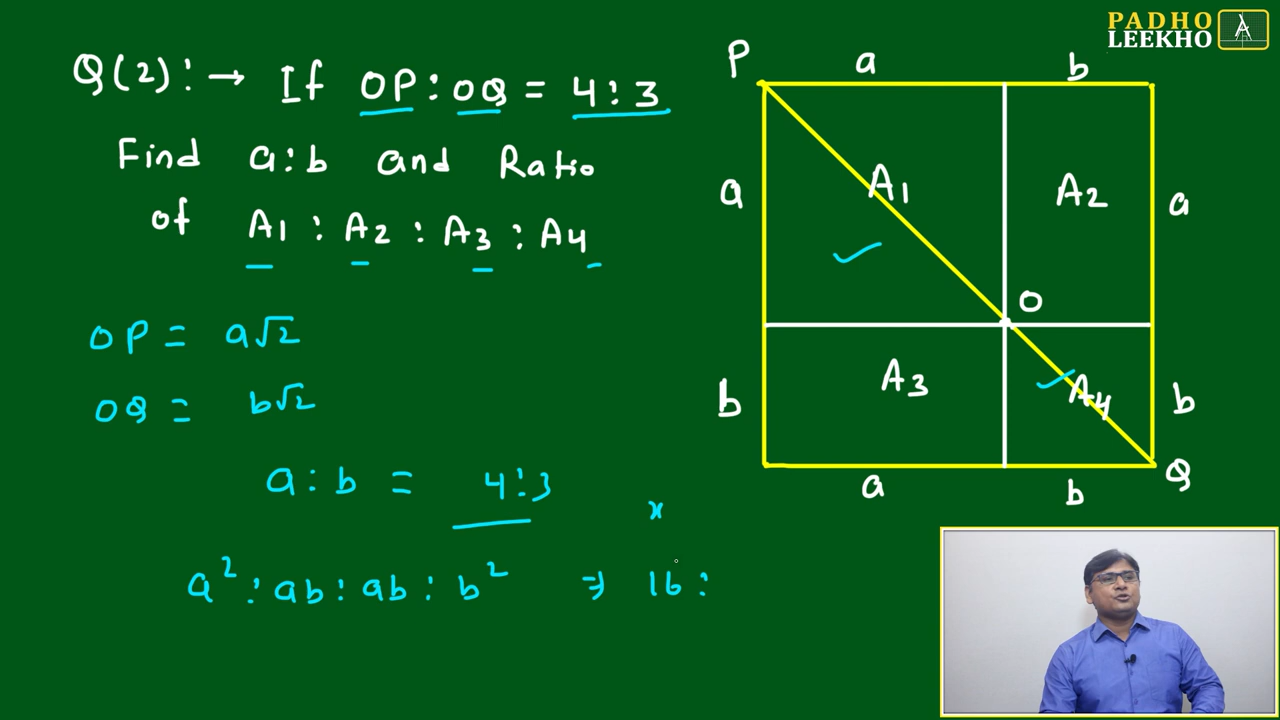 PADHO
LEEKHO
Q(2):→ If OP:OQ = 4:3
Find a:b and Ratio
of A1 : A2 : A3 : A4
OP = a√2
OQ = b√2
a:b = 4:3
x
a²:ab:ab:b² ⇒ 16:
P a b
a A1 A2 a
O
b A3 A4 b
a b Q